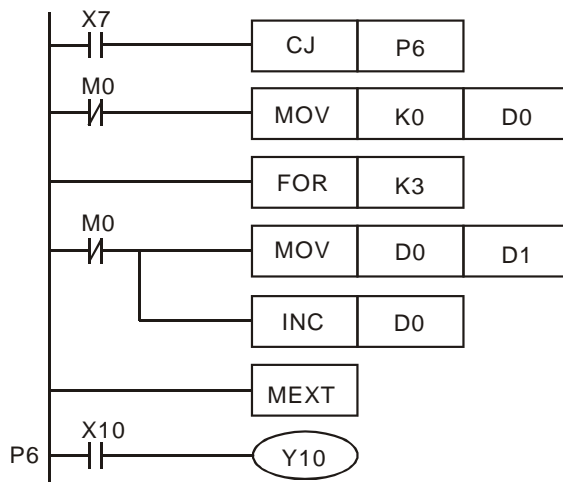 X7
CJ P6
M0
MOV K0 D0
FOR K3
M0
MOV D0 D1
INC D0
MEXT
X10
P6 Y10